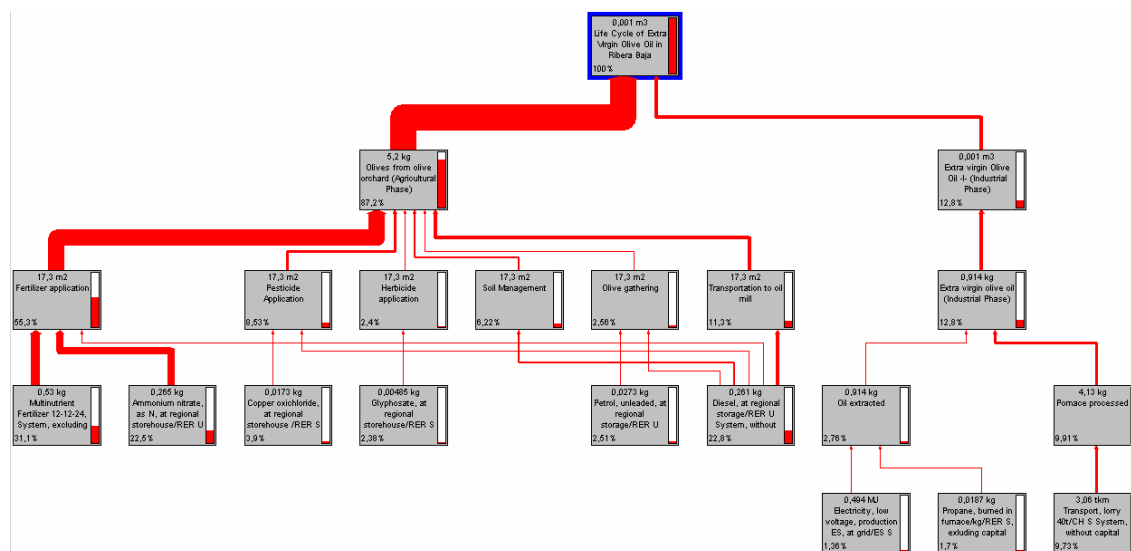 0,001 m3
Life Cycle of Extra
Virgin Olive Oil in
Ribera Baja
100%
5,2 kg
Olives from olive
orchard (Agricultural
Phase)
87,2%
0,001 m3
Extra virgin Olive
Oil -I- (Industrial
Phase)
12,8%
17,3 m2
Fertilizer application
55,3%
17,3 m2
Pesticide
Application
8,53%
17,3 m2
Herbicide
application
2,4%
17,3 m2
Soil Management
6,22%
17,3 m2
Olive gathering
2,56%
17,3 m2
Transportation to oil
mill
11,3%
0,914 kg
Extra virgin olive oil
(Industrial Phase)
12,8%
0,53 kg
Multinutrient
Fertilizer 12-12-24,
System, excluding
31,1%
0,265 kg
Ammonium nitrate,
as N, at regional
storehouse/RER U
22,5%
0,0173 kg
Copper oxichloride,
at regional
storehouse /RER S
3,9%
0,00485 kg
Glyphosate, at
regional
storehouse/RER S
2,38%
0,0273 kg
Petrol, unleaded, at
regional
storage/RER U
2,51%
0,261 kg
Diesel, at regional
storage/RER U
System, without
22,8%
0,914 kg
Oil extracted
2,76%
4,13 kg
Pomace processed
9,91%
0,494 MJ
Electricity, low
voltage, production
ES, at grid/ES S
1,36%
0,0187 kg
Propane, burned in
furnace/kg/RER S,
exluding capital
1,7%
3,06 tkm
Transport, lorry
40t/CH S System,
without capital
9,73%